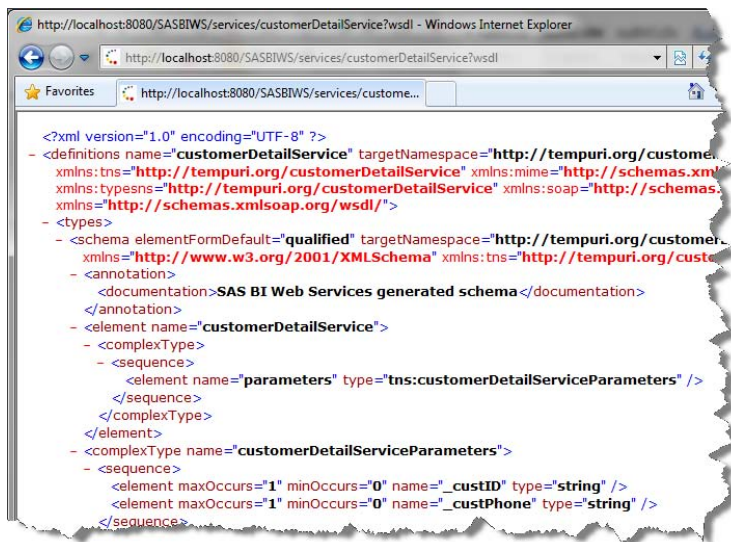 http://localhost:8080/SASBIWS/services/customerDetailService?wsdl - Windows Internet Explorer
http://localhost:8080/SASBIWS/services/customerDetailService?wsdl
Favorites http://localhost:8080/SASBIWS/services/custome...
<?xml version="1.0" encoding="UTF-8" ?>
- <definitions name="customerDetailService" targetNamespace="http://tempuri.org/customer
xmlns:tns="http://tempuri.org/customerDetailService" xmlns:mime="http://schemas.xml
xmlns:typesns="http://tempuri.org/customerDetailService" xmlns:soap="http://schemas.
xmlns="http://schemas.xmlsoap.org/wsdl/">
- <types>
- <schema elementFormDefault="qualified" targetNamespace="http://tempuri.org/customer
xmlns="http://www.w3.org/2001/XMLSchema" xmlns:tns="http://tempuri.org/custo
- <annotation>
<documentation>SAS BI Web Services generated schema</documentation>
</annotation>
- <element name="customerDetailService">
- <complexType>
- <sequence>
<element name="parameters" type="tns:customerDetailServiceParameters" />
</sequence>
</complexType>
</element>
- <complexType name="customerDetailServiceParameters">
- <sequence>
<element maxOccurs="1" minOccurs="0" name="_custID" type="string" />
<element maxOccurs="1" minOccurs="0" name="_custPhone" type="string" />
</sequence>